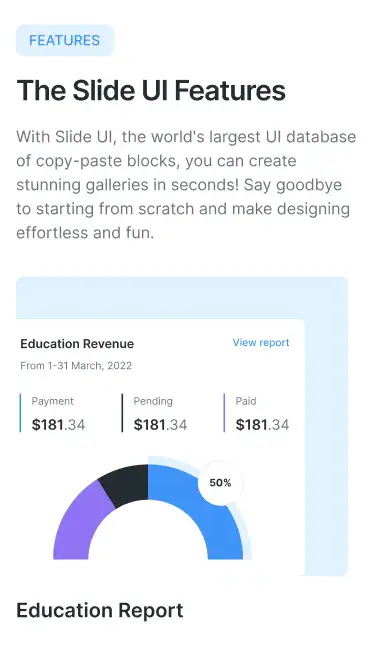 FEATURES
The Slide UI Features
With Slide UI, the world's largest UI database
of copy-paste blocks, you can create
stunning galleries in seconds! Say goodbye
to starting from scratch and make designing
effortless and fun.
Education Revenue
View report
From 1-31 March, 2022
Payment
Pending
Paid
$181.34
$181.34
$181.34
50%
Education Report